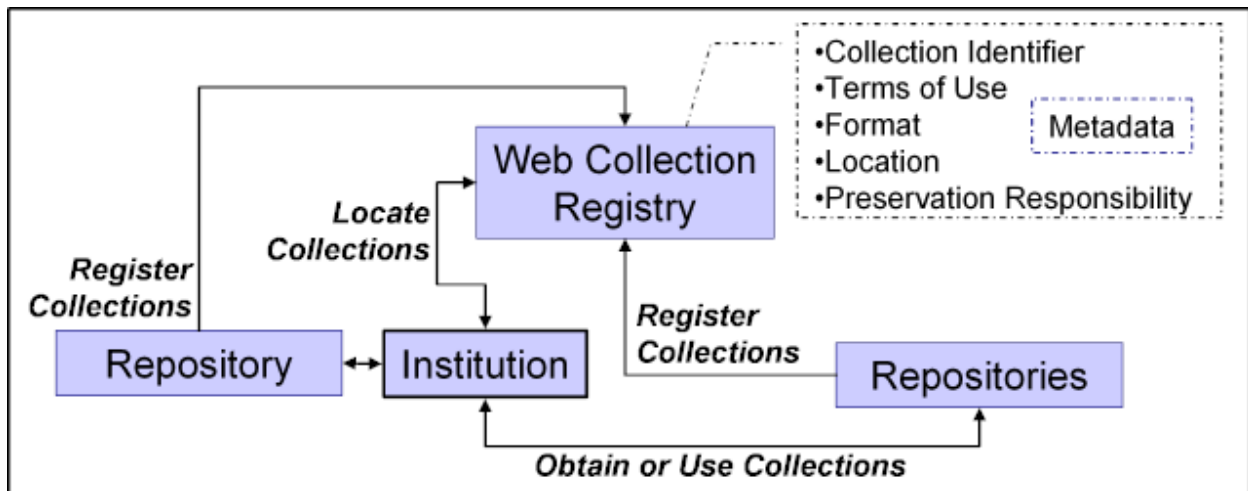 •Collection Identifier
•Terms of Use
•Format
•Location
•Preservation Responsibility
Metadata
Web Collection
Registry
Locate
Collections
Register
Collections
Register
Collections
Repository
Institution
Repositories
Obtain or Use Collections